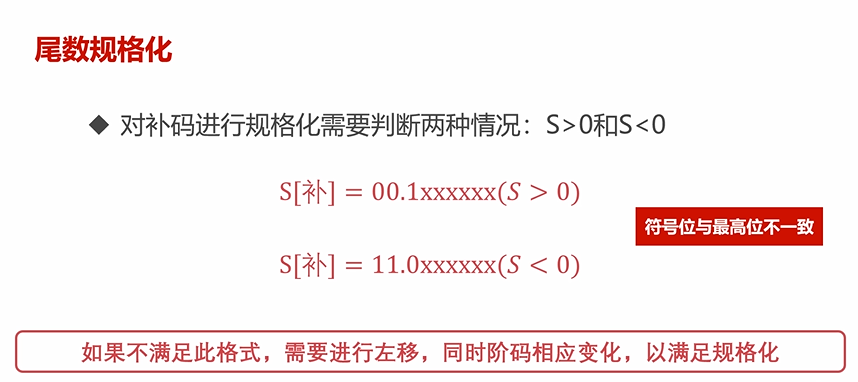 尾数规格化
◆ 对补码进行规格化需要判断两种情况：S>0和S<0
S[补] = 00.1xxxxxx(S > 0)
符号位与最高位不一致
S[补] = 11.0xxxxxx(S < 0)
如果不满足此格式，需要进行左移，同时阶码相应变化，以满足规格化